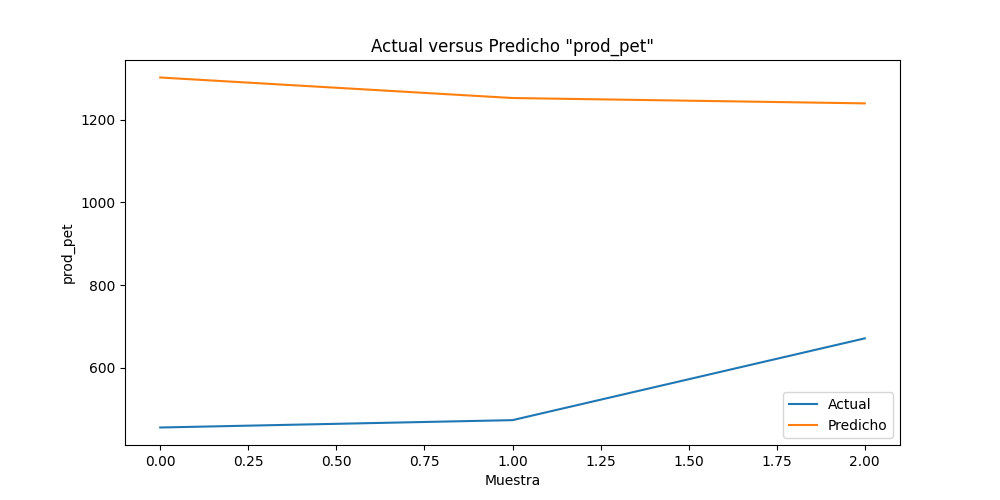 Actual versus Predicho "prod_pet"
prod_pet
1200
1000
800
600
Actual
Predicho
0.00 0.25 0.50 0.75 1.00 1.25 1.50 1.75 2.00
Muestra